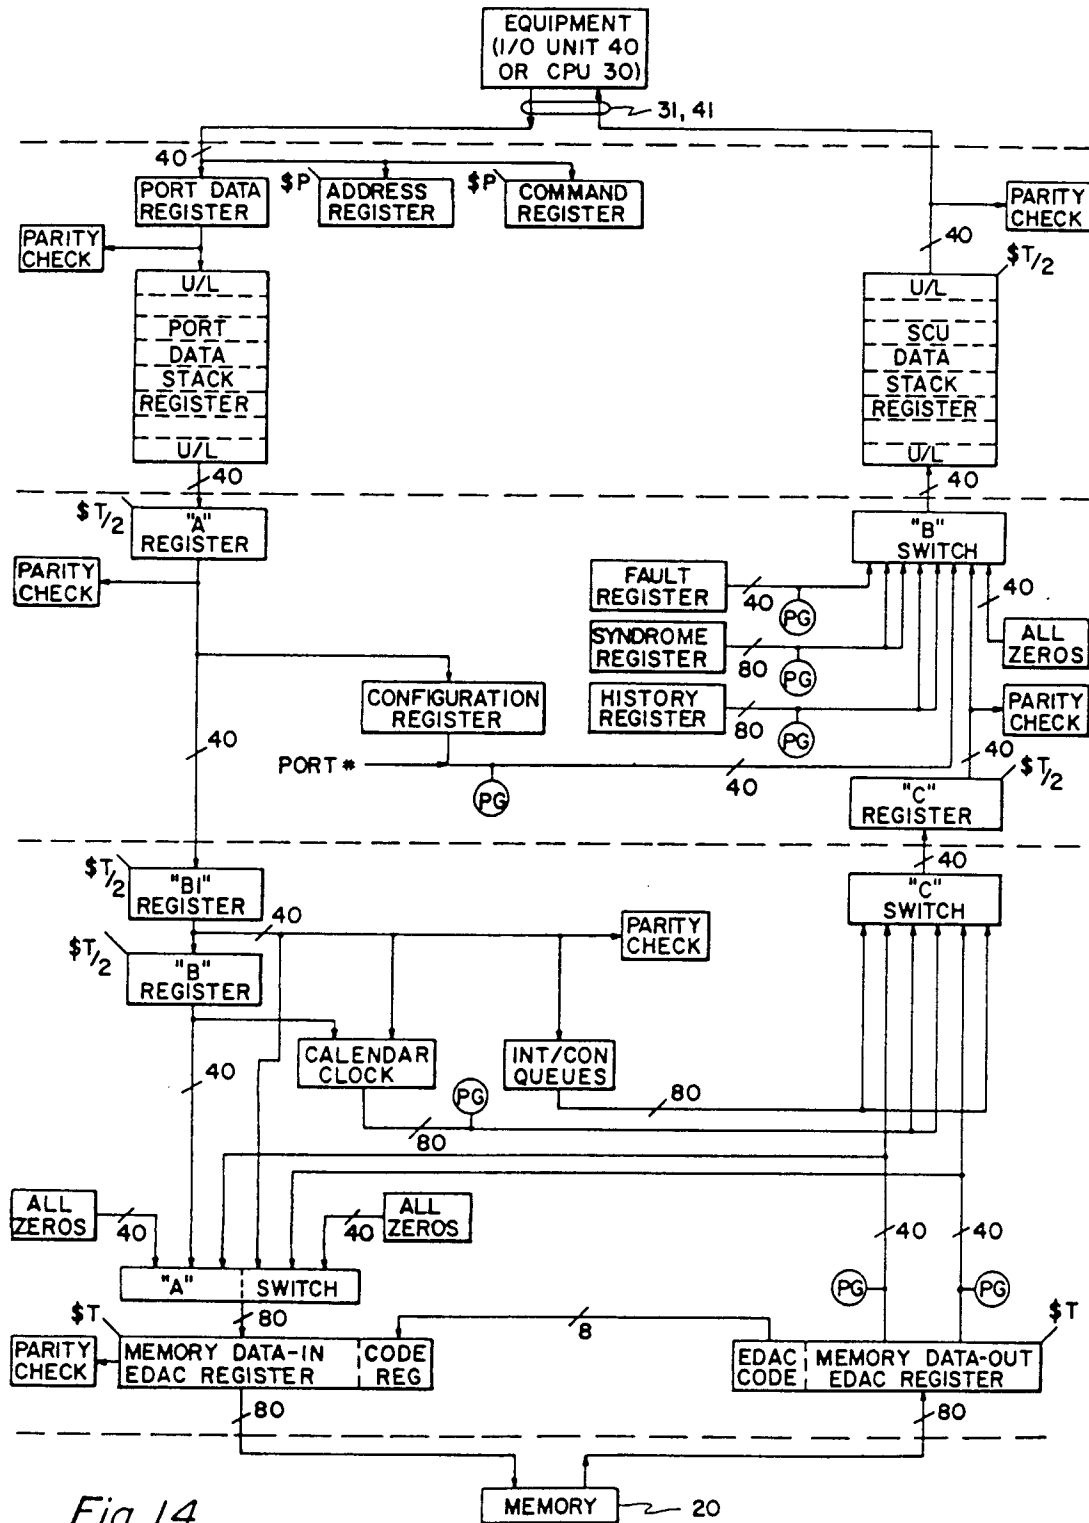 EQUIPMENT
(I/O UNIT 40
OR CPU 30)
31, 41
40
PORT DATA
REGISTER
$P
ADDRESS
REGISTER
$P
COMMAND
REGISTER
PARITY
CHECK
PARITY
CHECK
40
$T/2
U/L
PORT
DATA
STACK
REGISTER
U/L
U/L
SCU
DATA
STACK
REGISTER
U/L
40
40
$T/2
"A"
REGISTER
"B"
SWITCH
PARITY
CHECK
FAULT
REGISTER
40
PG
40
SYNDROME
REGISTER
80
PG
ALL
ZEROS
CONFIGURATION
REGISTER
HISTORY
REGISTER
80
PG
PARITY
CHECK
40
PORT #
PG
40
40
$T/2
"C"
REGISTER
40
$T/2
"B1"
REGISTER
"C"
SWITCH
40
PARITY
CHECK
$T/2
"B"
REGISTER
CALENDAR
CLOCK
INT/CON
QUEUES
40
PG
80
80
ALL
ZEROS
40
ALL
ZEROS
40
40
40
"A"
SWITCH
PG
PG
80
$T
8
$T
PARITY
CHECK
MEMORY DATA-IN
EDAC REGISTER
CODE
REG
EDAC
CODE
MEMORY DATA-OUT
EDAC REGISTER
80
80
MEMORY
20
Fig. 14